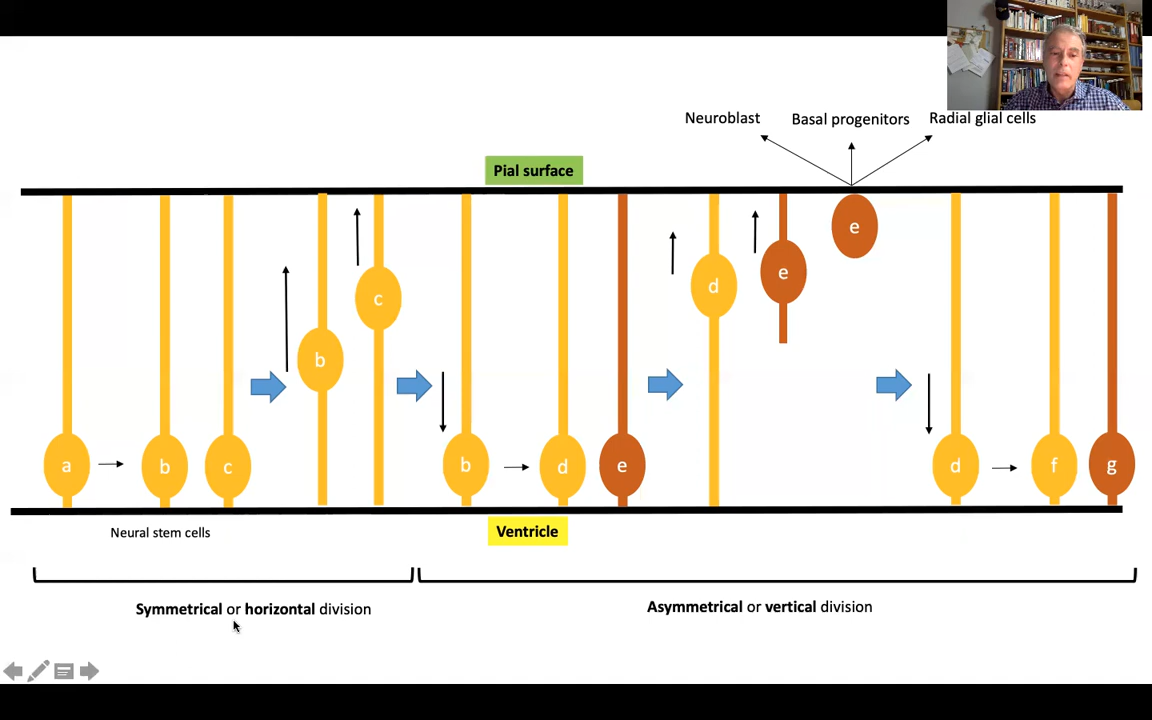 Neuroblast
Basal progenitors
Radial glial cells
Pial surface
e
c
d
e
b
a
b
c
b
d
e
d
f
g
Neural stem cells
Ventricle
Symmetrical or horizontal division
Asymmetrical or vertical division